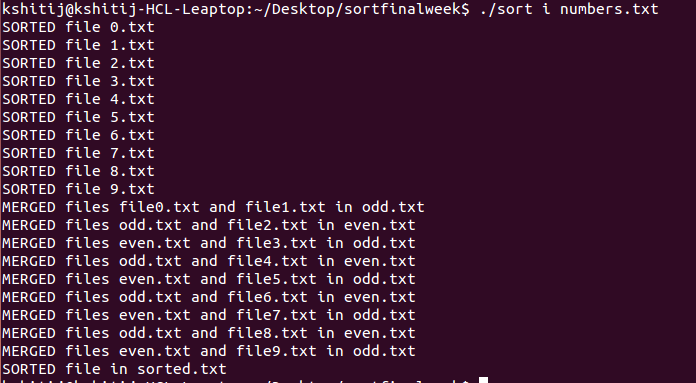 kshitij@kshitij-HCL-Leaptop:~/Desktop/sortfinalweek$ ./sort i numbers.txt
SORTED file 0.txt
SORTED file 1.txt
SORTED file 2.txt
SORTED file 3.txt
SORTED file 4.txt
SORTED file 5.txt
SORTED file 6.txt
SORTED file 7.txt
SORTED file 8.txt
SORTED file 9.txt
MERGED files file0.txt and file1.txt in odd.txt
MERGED files odd.txt and file2.txt in even.txt
MERGED files even.txt and file3.txt in odd.txt
MERGED files odd.txt and file4.txt in even.txt
MERGED files even.txt and file5.txt in odd.txt
MERGED files odd.txt and file6.txt in even.txt
MERGED files even.txt and file7.txt in odd.txt
MERGED files odd.txt and file8.txt in even.txt
MERGED files even.txt and file9.txt in odd.txt
SORTED file in sorted.txt
kshitij@kshitij-HCL-Leaptop:~/Desktop/sortfinalweek$